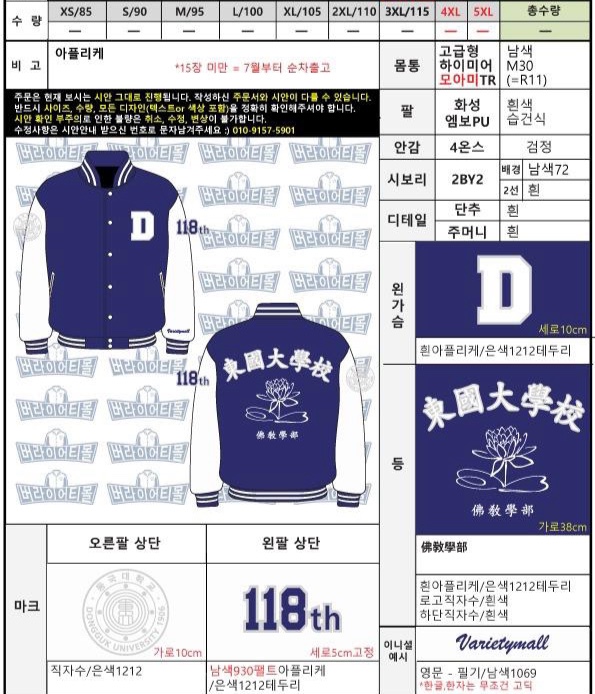 수 량 XS/85 S/90 M/95 L/100 XL/105 2XL/110 3XL/115 4XL 5XL 총수량
— — — — — — — — — —
비 고 아플리케
*15장 미만 = 7월부터 순차출고
몸통 고급형 하이미어 모아미TR 남색 M30 (=R11)
주문은 현재 보시는 시안 그대로 진행됩니다. 작성하신 주문서와 시안이 다를 수 있습니다.
반드시 사이즈, 수량, 모든 디자인(텍스트or 색상 포함)을 정확히 확인해주셔야 합니다.
시안 확인 부주의로 인한 불량은 취소, 수정, 변상이 불가합니다.
수정사항은 시안안내 받으신 번호로 문자남겨주세요 :) 010-9157-5901
팔 화성 엠보PU 흰색 습건식
안감 4온스 검정
시보리 2BY2 배경 남색72
2선 흰
디테일 단추 흰
주머니 흰
버라이어티몰
D
118th
Varietymall
118th
東國大學校
佛敎學部
왼가슴
D
세로10cm
흰아플리케/은색1212테두리
등
東國大學校
佛敎學部
가로38cm
佛敎學部
흰아플리케/은색1212테두리
로고직자수/흰색
하단직자수/흰색
마크
오른팔 상단
왼팔 상단
동국대학교
DONGGUK UNIVERSITY 1906
가로10cm
118th
세로5cm고정
직자수/은색1212
남색930펠트아플리케
/은색1212테두리
이니셜 예시
Varietymall
영문 - 필기/남색1069
*한글,한자는 무조건 고딕